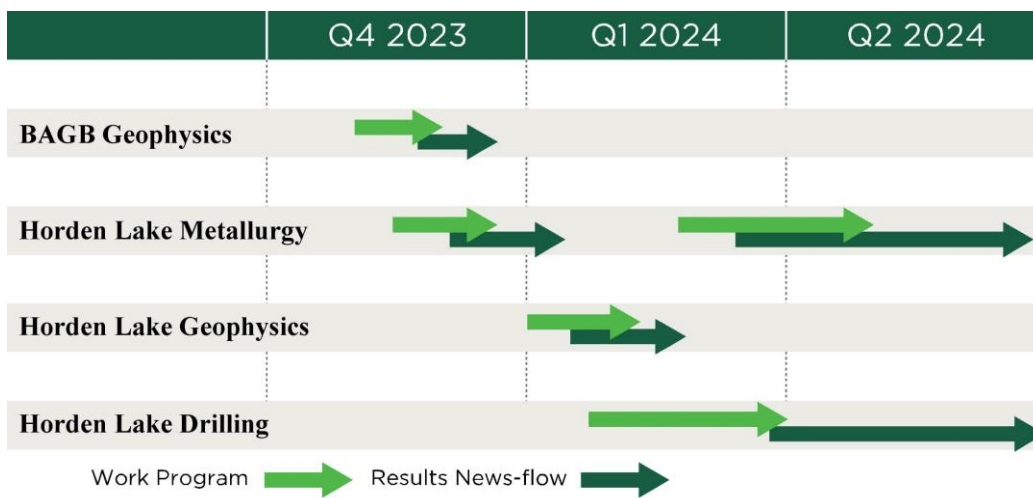 Q4 2023 Q1 2024 Q2 2024
BAGB Geophysics
Horden Lake Metallurgy
Horden Lake Geophysics
Horden Lake Drilling
Work Program Results News-flow